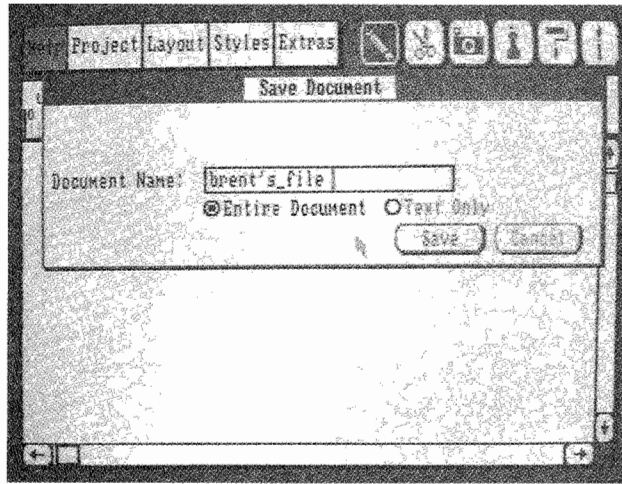 Project Layout Styles Extras
Save Document
Document Name: brent's_file
Entire Document Text Only
Save Cancel